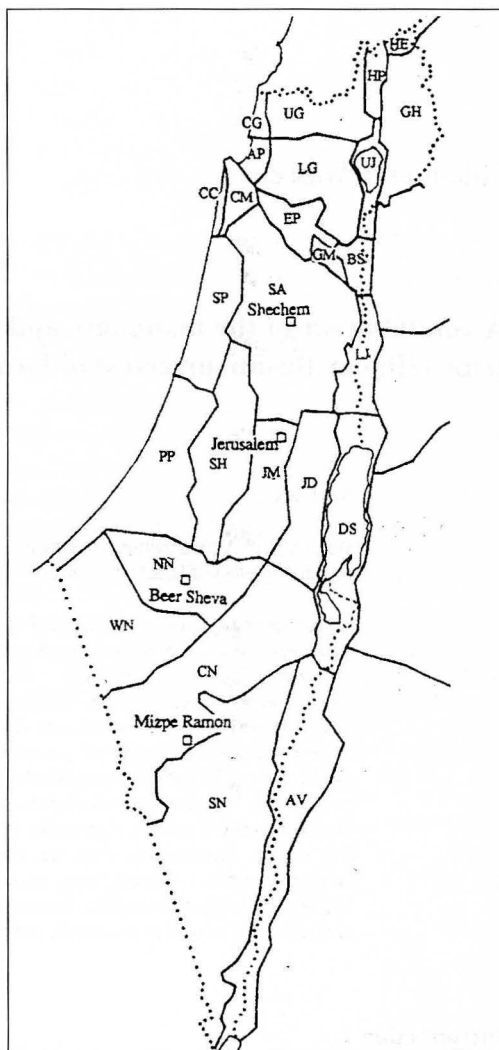 HE
HP
GH
UG
CG
AP
LG
UJ
CC
CM
EP
GM
BS
SP
SA
Shechem
LJ
Jerusalem
PP
SH
JM
JD
DS
NN
Beer Sheva
WN
CN
Mizpe Ramon
SN
AV